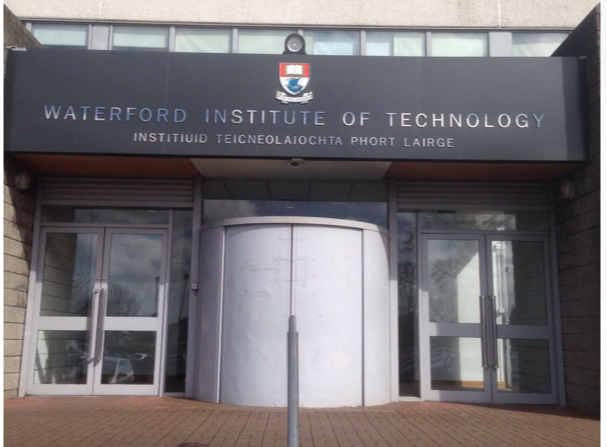 WATERFORD INSTITUTE OF TECHNOLOGY
INSTITIUID TEICNEOLAIOCHTA PHORT LAIRGE